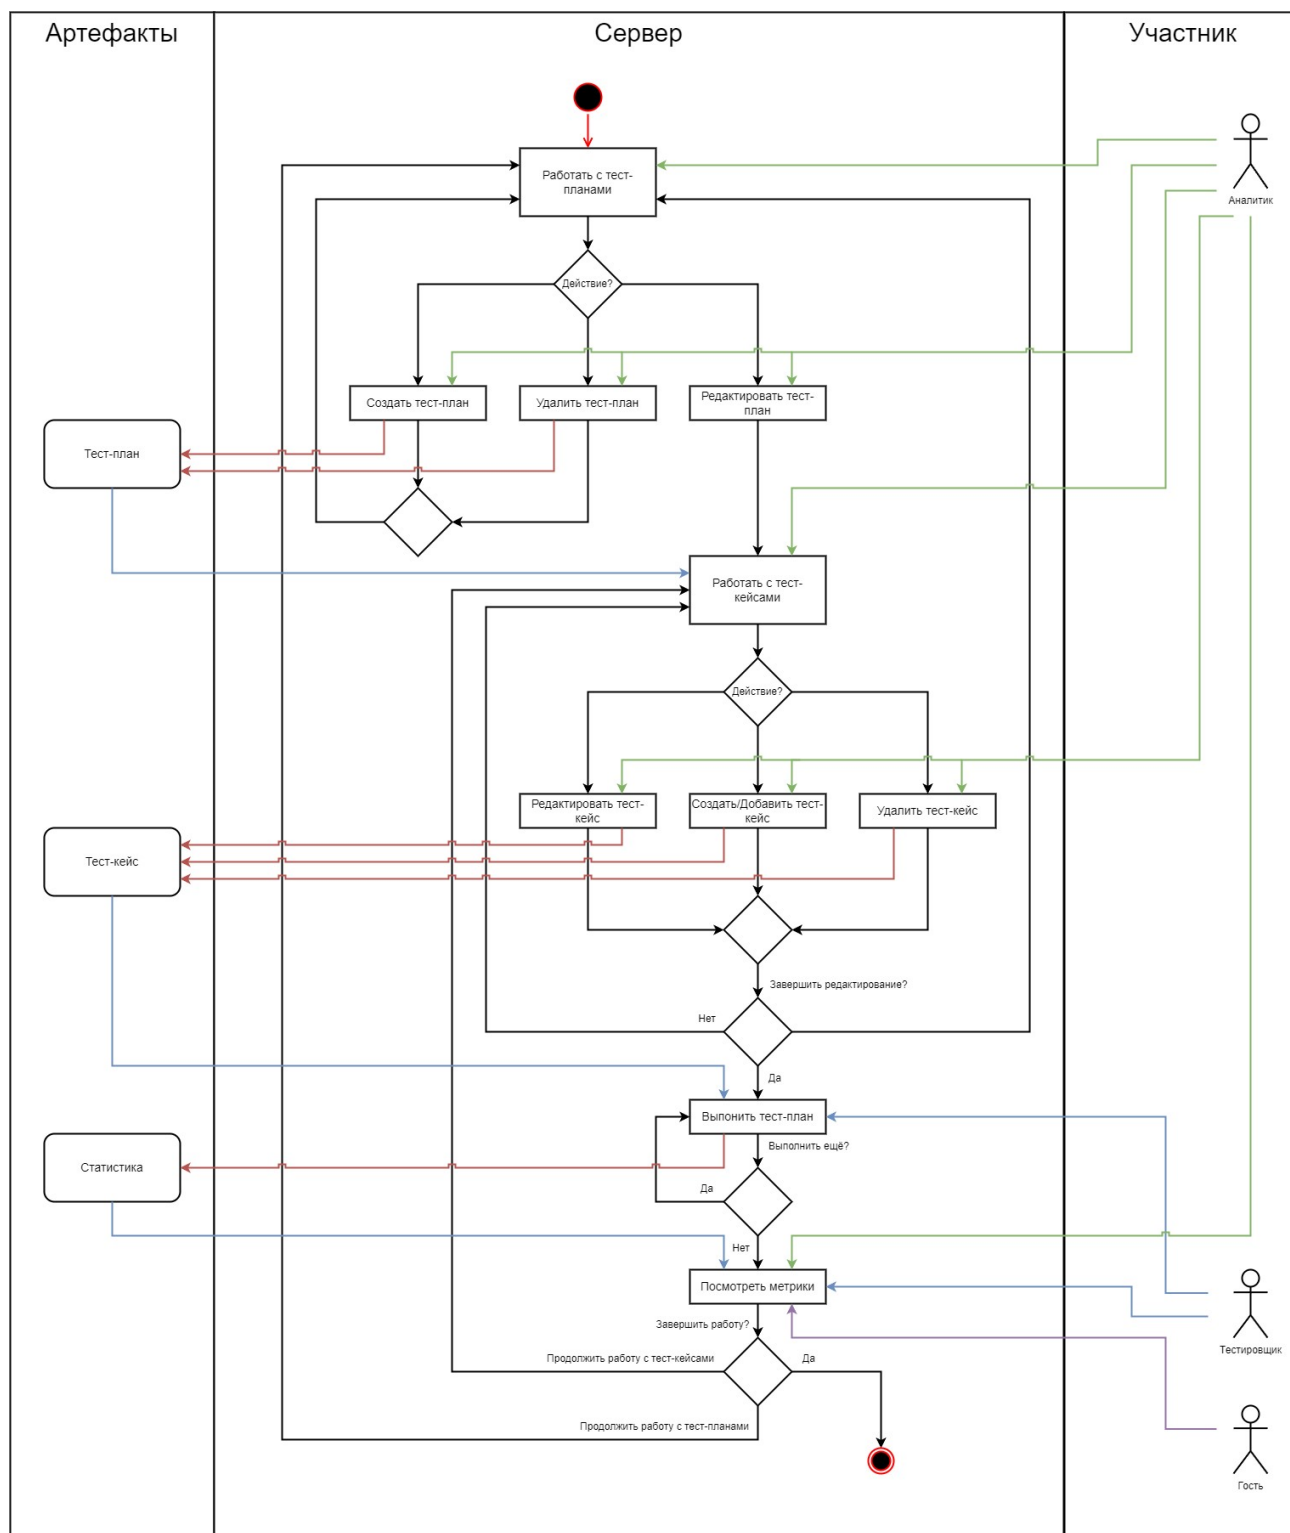 Артефакты
Сервер
Участник
Аналитик
Работать с тест-
планами
Действие?
Создать тест-план
Удалить тест-план
Редактировать тест-
план
Тест-план
Работать с тест-
кейсами
Действие?
Редактировать тест-
кейс
Создать/Добавить тест-
кейс
Удалить тест-кейс
Тест-кейс
Завершить редактирование?
Нет
Да
Выпонить тест-план
Выполнить ещё?
Статистика
Да
Нет
Посмотреть метрики
Завершить работу?
Тестировщик
Продолжить работу с тест-кейсами
Да
Продолжить работу с тест-планами
Гость